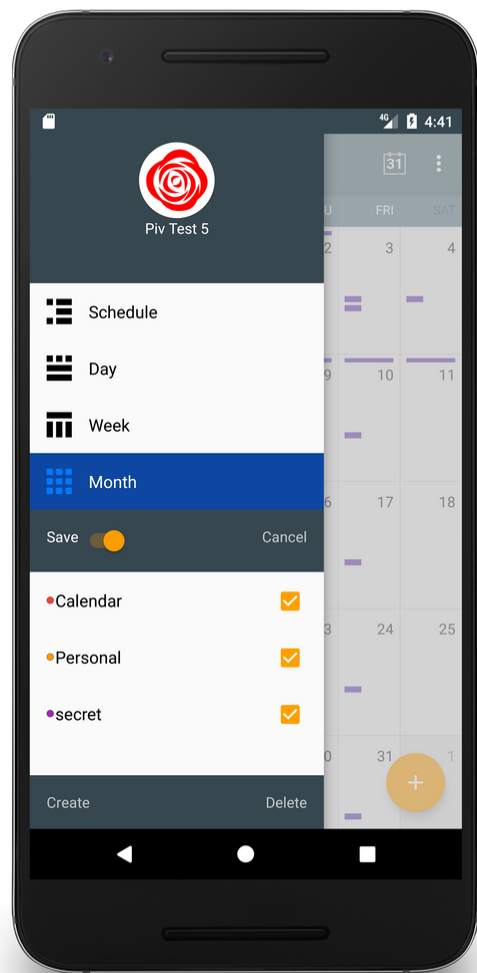 4G 4:41
31
Piv Test 5
U FRI SAT
2 3 4
Schedule
Day
9 10 11
Week
Month
6 17 18
Save Cancel
Calendar
3 24 25
Personal
secret
0 31 1
+
Create Delete